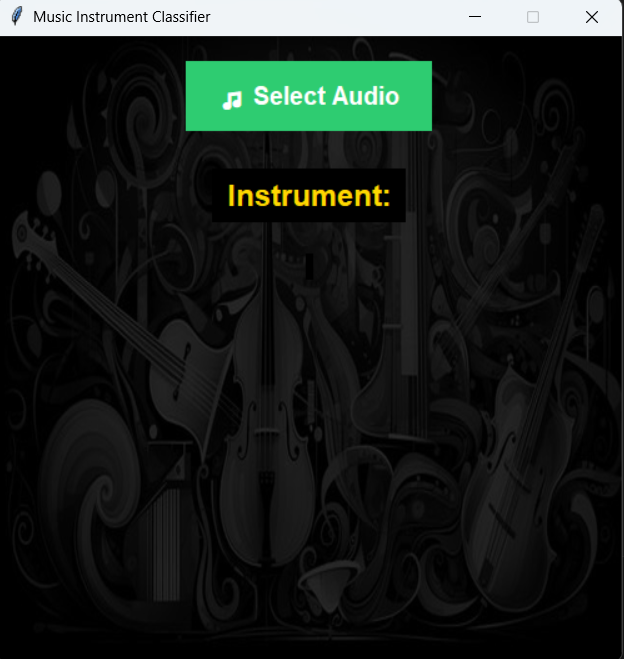 Music Instrument Classifier
🎵 Select Audio
Instrument: